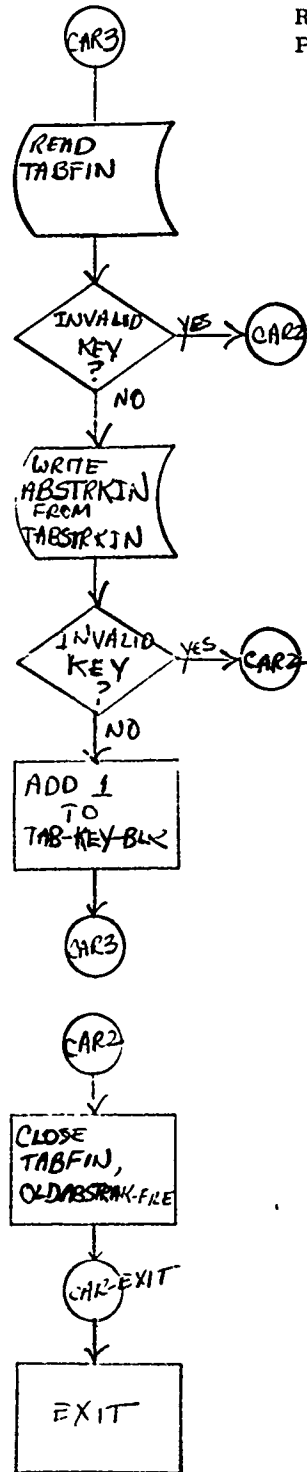 R
P
CAR3
READ
TABFIN
INVALID
KEY
?
YES
CAR2
NO
WRITE
ABSTRKIN
FROM
TABSTRKIN
INVALID
KEY
?
YES
CAR2
NO
ADD 1
TO
TAB-KEY-BLK
CAR3
CAR2
CLOSE
TABFIN,
OLDABSTRAK-FILE
CAR-EXIT
EXIT